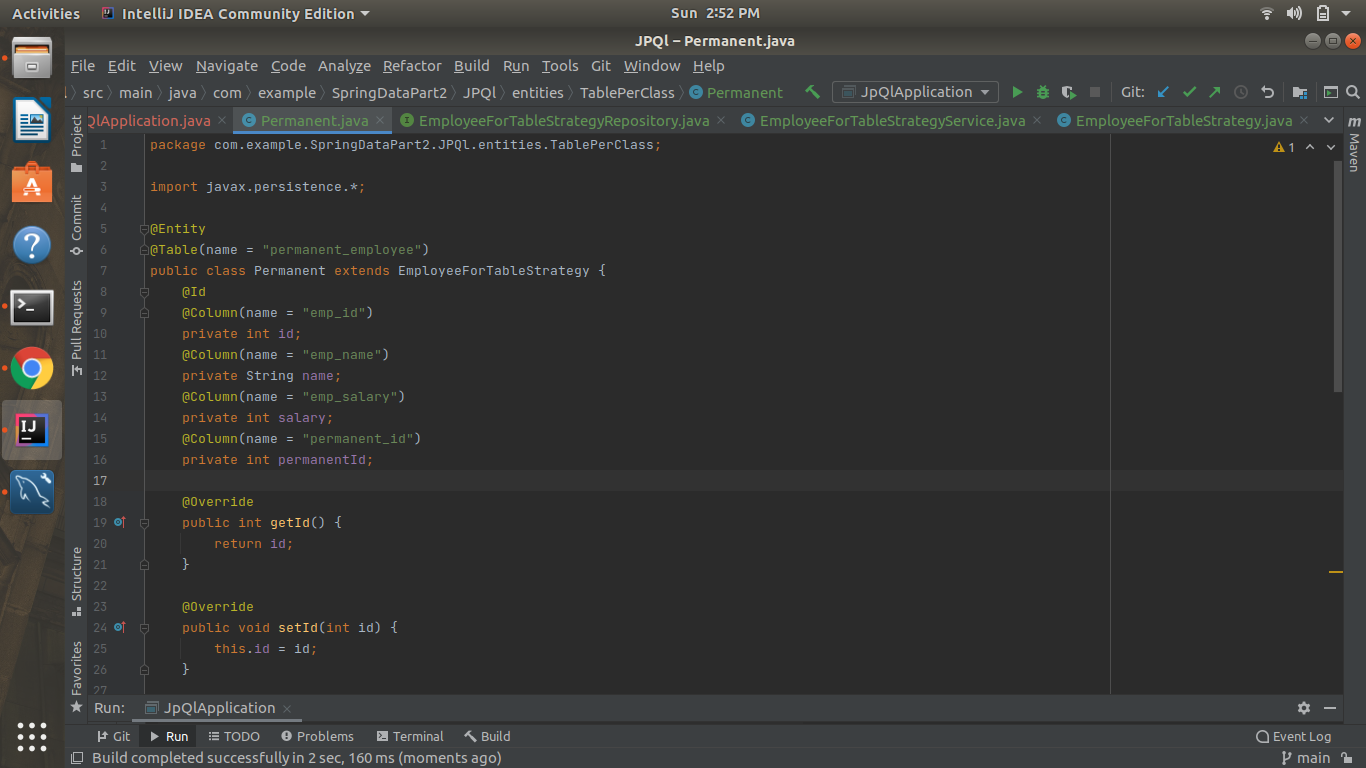 Activities IntelliJ IDEA Community Edition Sun 2:52 PM
JPQl – Permanent.java
File Edit View Navigate Code Analyze Refactor Build Run Tools Git Window Help
src main java com example SpringDataPart2 JPQl entities TablePerClass Permanent JpQlApplication Git:
QlApplication.java Permanent.java EmployeeForTableStrategyRepository.java EmployeeForTableStrategyService.java EmployeeForTableStrategy.java
Project
Commit
Pull Requests
Structure
Favorites
1 package com.example.SpringDataPart2.JPQl.entities.TablePerClass;
2
3 import javax.persistence.*;
4
5 @Entity
6 @Table(name = "permanent_employee")
7 public class Permanent extends EmployeeForTableStrategy {
8 @Id
9 @Column(name = "emp_id")
10 private int id;
11 @Column(name = "emp_name")
12 private String name;
13 @Column(name = "emp_salary")
14 private int salary;
15 @Column(name = "permanent_id")
16 private int permanentId;
17
18 @Override
19 public int getId() {
20 return id;
21 }
22
23 @Override
24 public void setId(int id) {
25 this.id = id;
26 }
27
1
Maven
Run: JpQlApplication
Git Run TODO Problems Terminal Build Event Log
Build completed successfully in 2 sec, 160 ms (moments ago) main